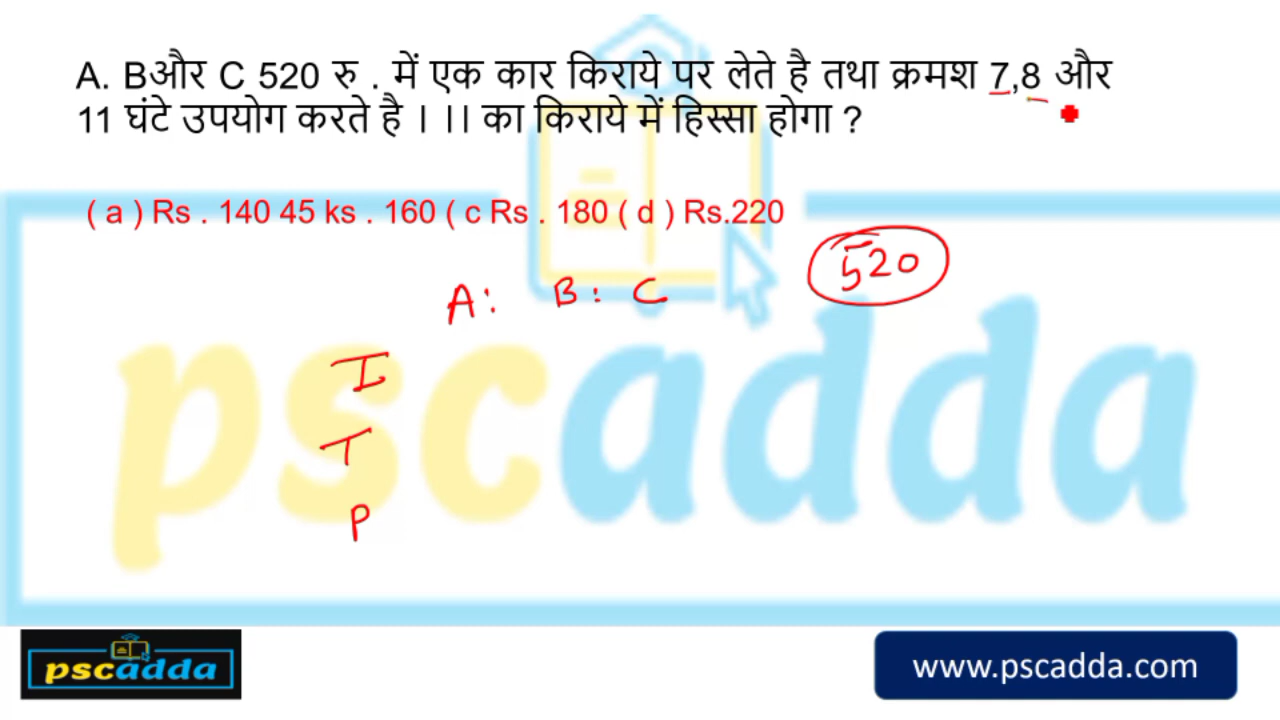 A. Bऔर C 520 रु . में एक कार किराये पर लेते है तथा क्रमश 7,8 और
11 घंटे उपयोग करते है । ।। का किराये में हिस्सा होगा ?
( a ) Rs . 140 45 ks . 160 ( c Rs . 180 ( d ) Rs.220
520
A: B: C
I
T
P
pscadda
pscadda
www.pscadda.com